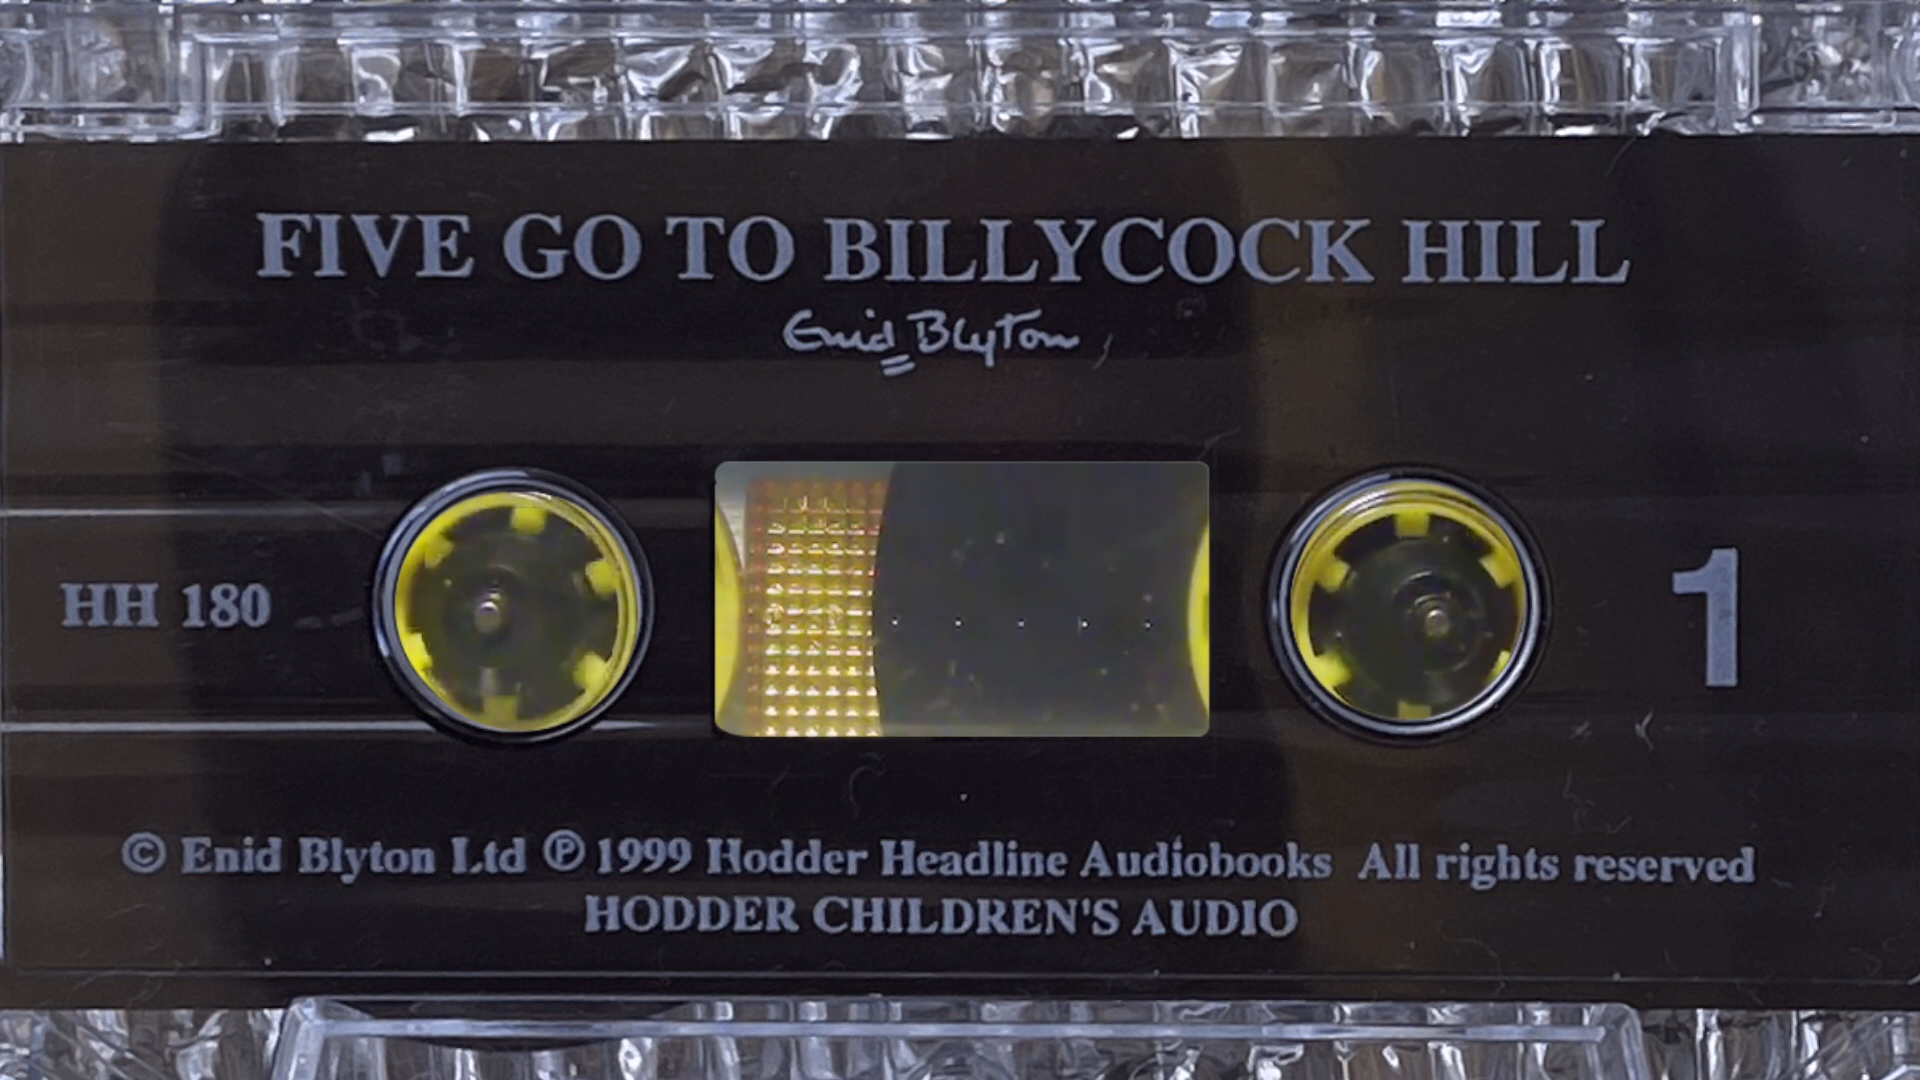 FIVE GO TO BILLYCOCK HILL
Enid Blyton
HH 180
1
© Enid Blyton Ltd ℗ 1999 Hodder Headline Audiobooks All rights reserved
HODDER CHILDREN'S AUDIO